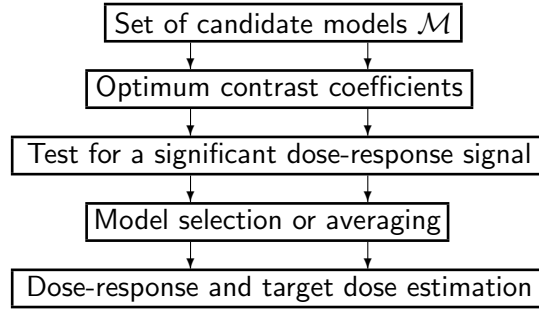 Set of candidate models ℳ
Optimum contrast coefficients
Test for a significant dose-response signal
Model selection or averaging
Dose-response and target dose estimation